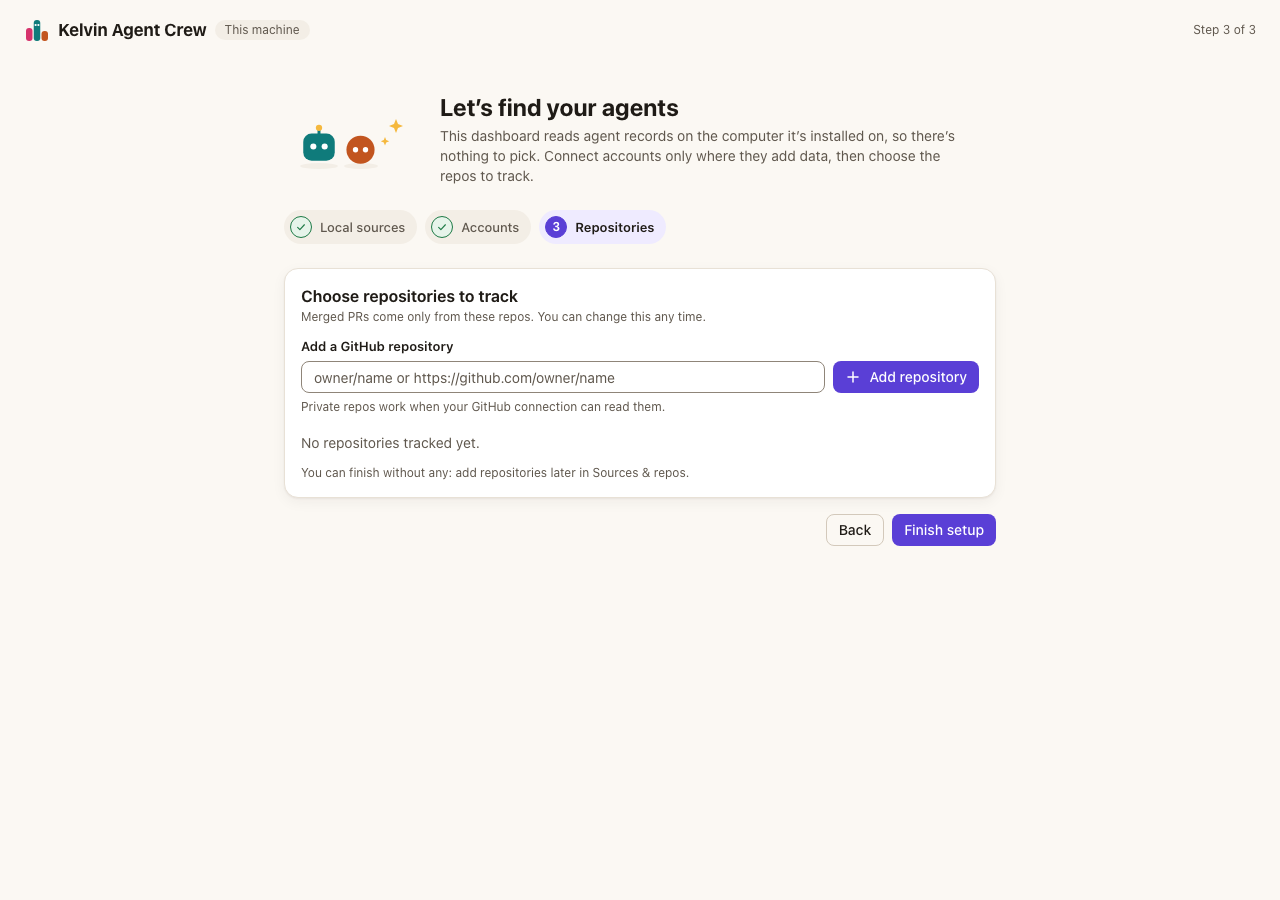 Kelvin Agent Crew
This machine
Step 3 of 3
Let’s find your agents
This dashboard reads agent records on the computer it’s installed on, so there’s
nothing to pick. Connect accounts only where they add data, then choose the
repos to track.
Local sources
Accounts
3 Repositories
Choose repositories to track
Merged PRs come only from these repos. You can change this any time.
Add a GitHub repository
owner/name or https://github.com/owner/name
Add repository
Private repos work when your GitHub connection can read them.
No repositories tracked yet.
You can finish without any: add repositories later in Sources & repos.
Back
Finish setup